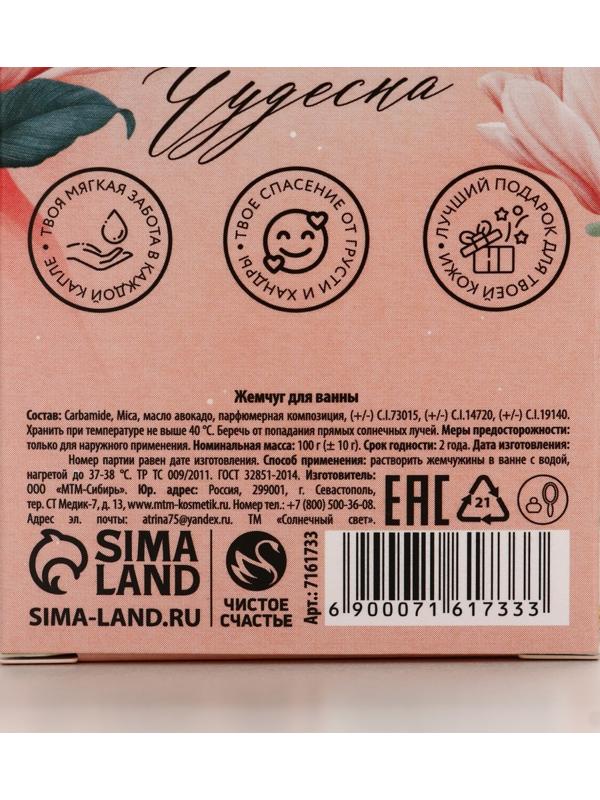 Чудесна
• ТВОЯ МЯГКАЯ ЗАБОТА В КАЖДОЙ КАПЛЕ
• ТВОЕ СПАСЕНИЕ ОТ ГРУСТИ И ХАНДРЫ
• ЛУЧШИЙ ПОДАРОК ДЛЯ ТВОЕЙ КОЖИ
Жемчуг для ванны
Состав: Carbamide, Mica, масло авокадо, парфюмерная композиция, (+/-) C.I.73015, (+/-) C.I.14720, (+/-) C.I.19140.
Хранить при температуре не выше 40 °C. Беречь от попадания прямых солнечных лучей. Меры предосторожности:
только для наружного применения. Номинальная масса: 100 г (± 10 г). Срок годности: 2 года. Дата изготовления:
Номер партии равен дате изготовления. Способ применения: растворить жемчужины в ванне с водой,
нагретой до 37-38 °C. ТР ТС 009/2011. ГОСТ 32851-2014. Изготовитель:
ООО «МТМ-Сибирь». Юр. адрес: Россия, 299001, г. Севастополь,
тер. СТ Медик-7, д. 13, www.mtm-kosmetik.ru. Номер тел.: +7 (800) 500-36-08.
Адрес эл. почты: atrina75@yandex.ru. ТМ «Солнечный свет».
EAC
21
SIMA
LAND
SIMA-LAND.RU
ЧИСТОЕ
СЧАСТЬЕ
Арт.: 7161733
6 900071 617333